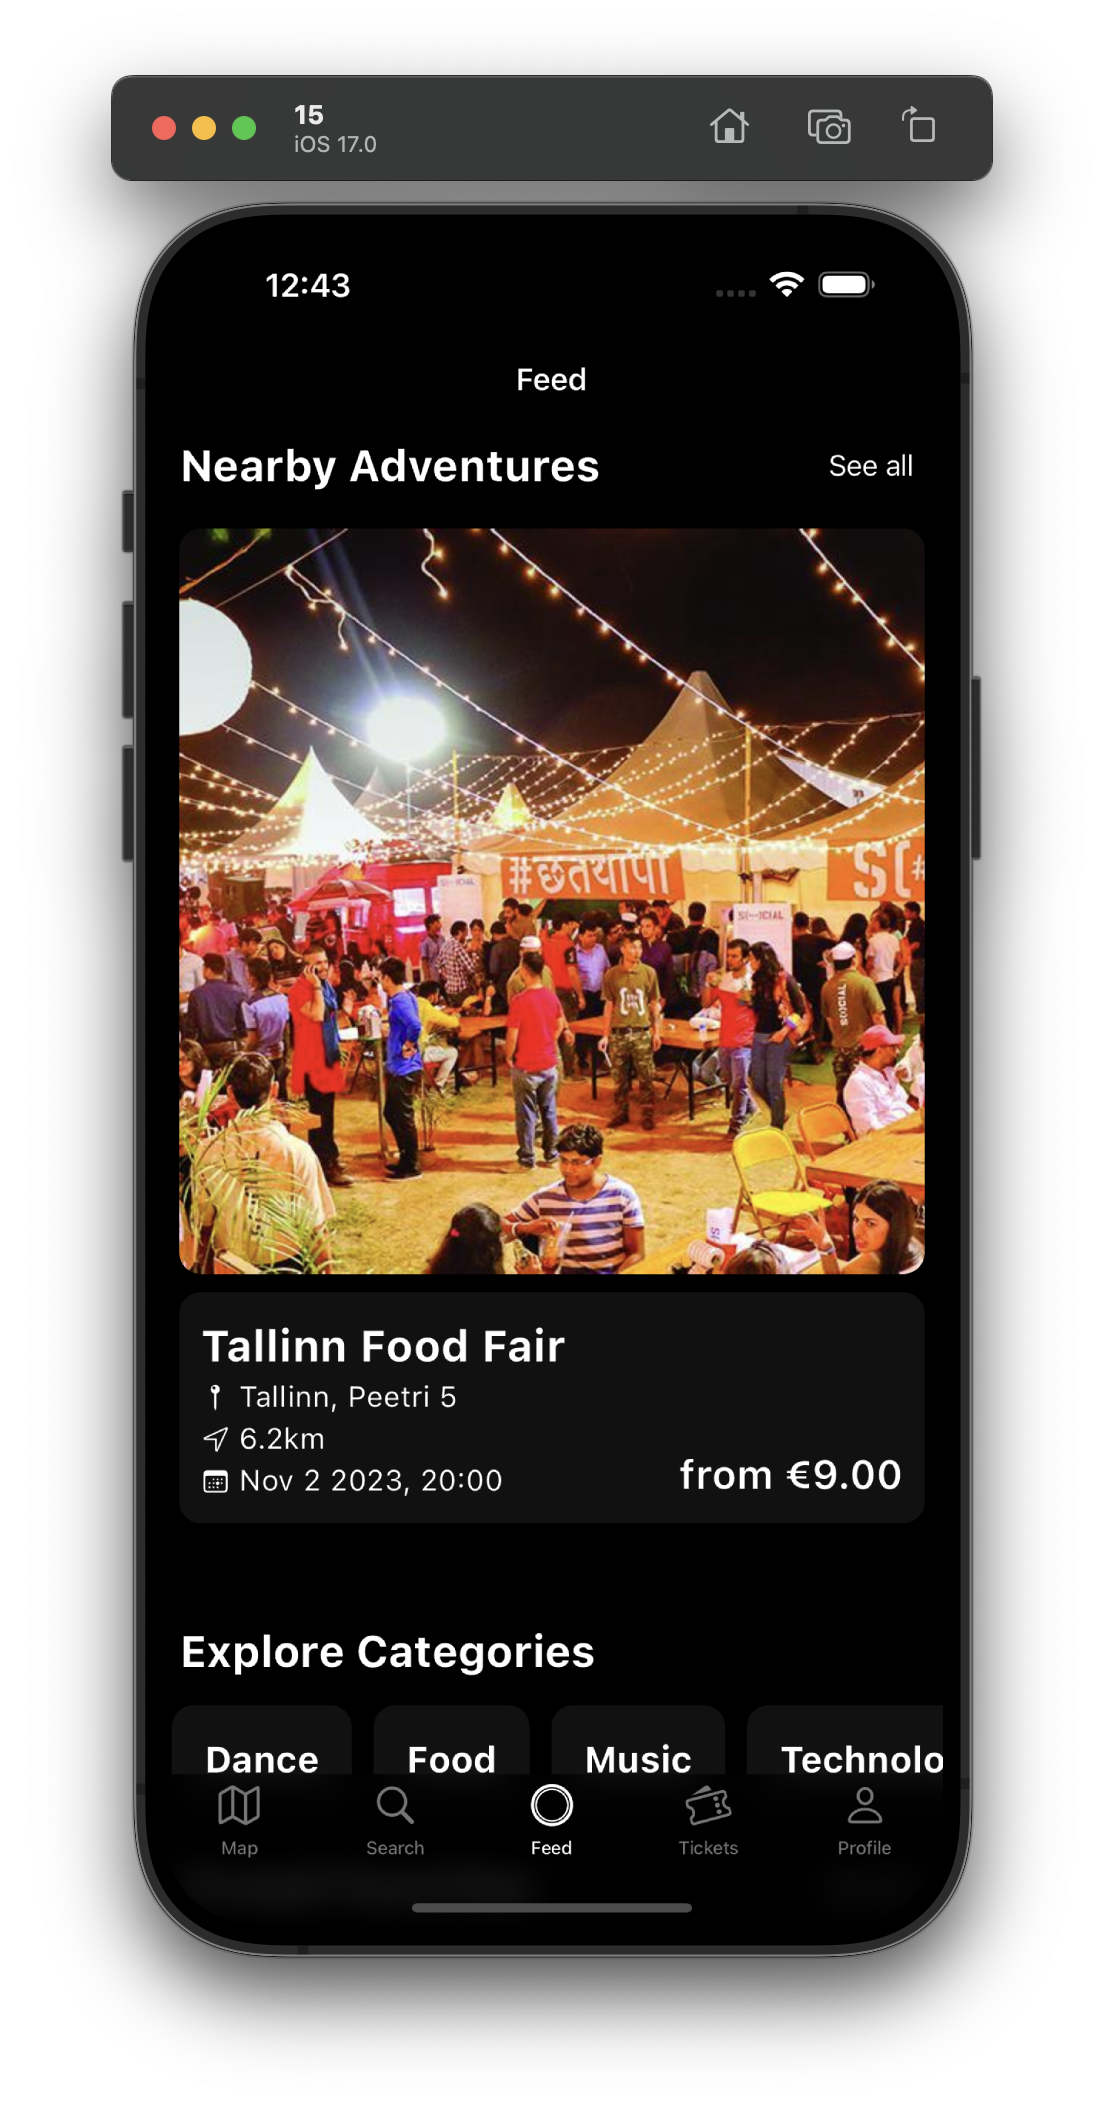 15
iOS 17.0
12:43
Feed
Nearby Adventures
See all
#छतयापा
S(#
SO--ICIAL
Tallinn Food Fair
Tallinn, Peetri 5
6.2km
Nov 2 2023, 20:00
from €9.00
Explore Categories
Dance
Food
Music
Technolo
Map
Search
Feed
Tickets
Profile